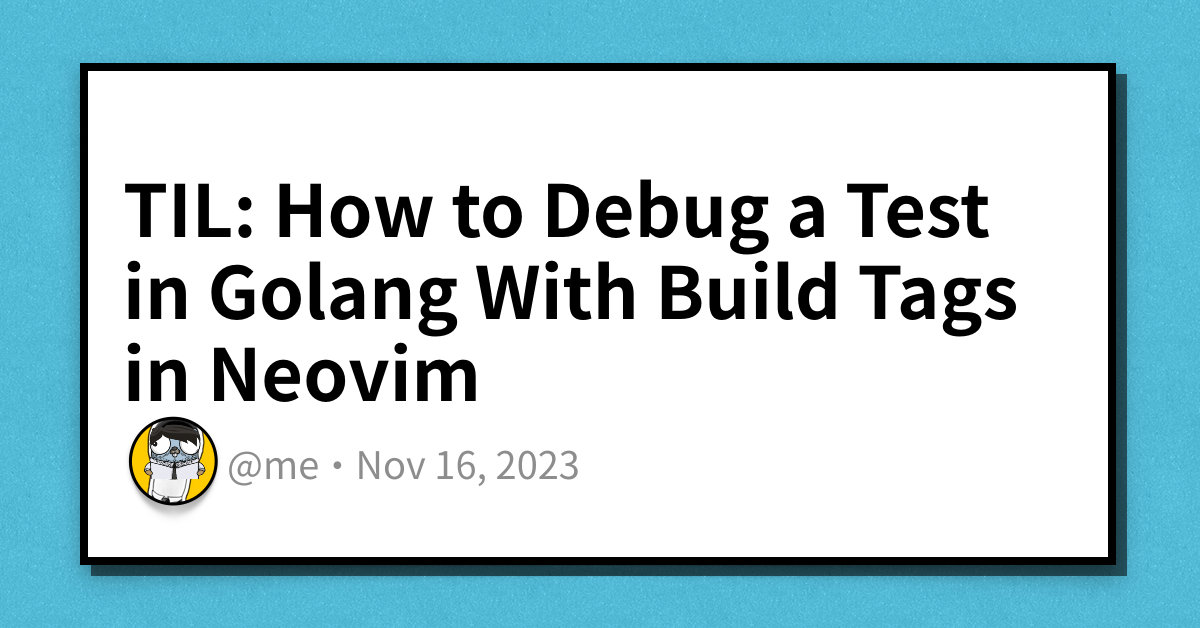 TIL: How to Debug a Test
in Golang With Build Tags
in Neovim
@me • Nov 16, 2023